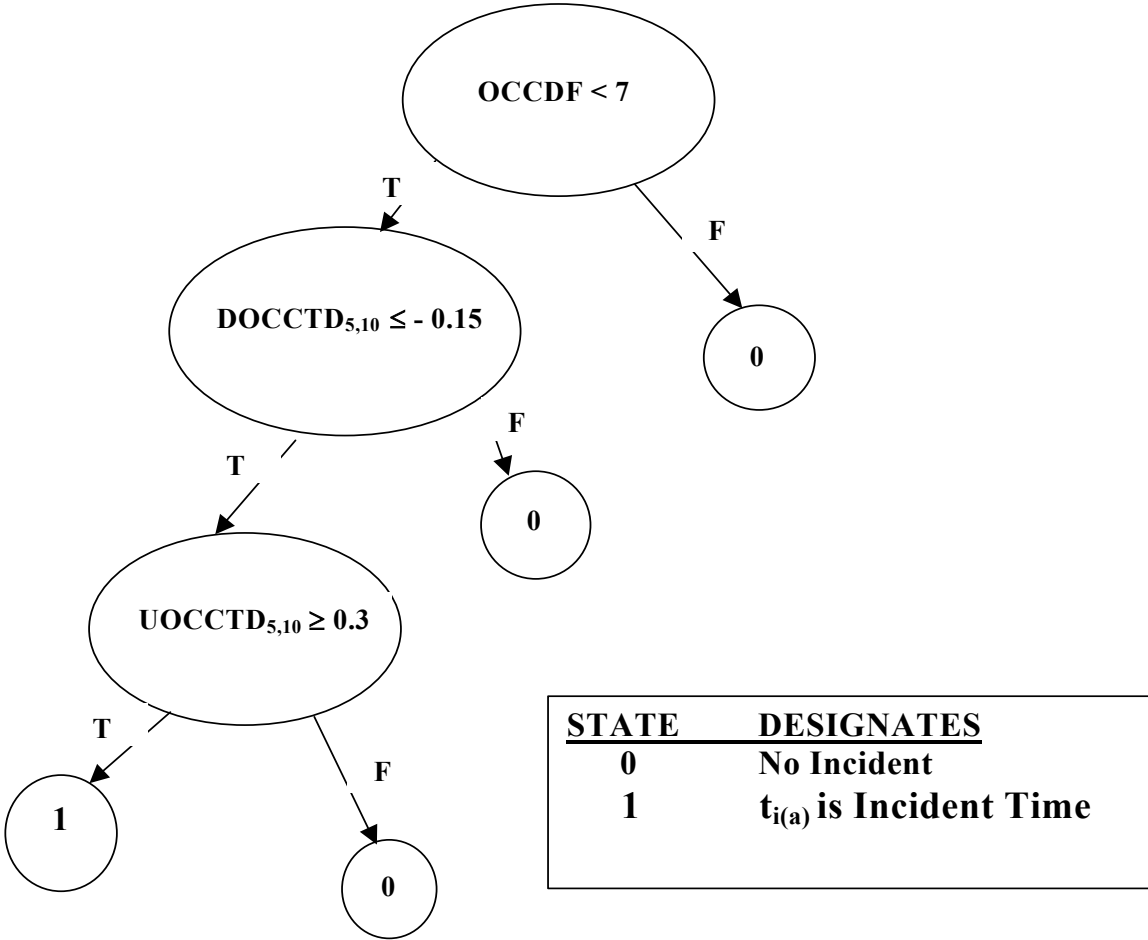 OCCDF < 7
T
F
DOCCTD5,10 ≤ - 0.15
0
T
F
0
UOCCTD5,10 ≥ 0.3
T
F
1
0
STATE DESIGNATES
0 No Incident
1 ti(a) is Incident Time